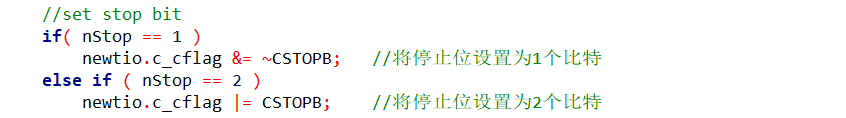 //set stop bit
if( nStop == 1 )
newtio.c_cflag &= ~CSTOPB; //将停止位设置为1个比特
else if ( nStop == 2 )
newtio.c_cflag |= CSTOPB; //将停止位设置为2个比特